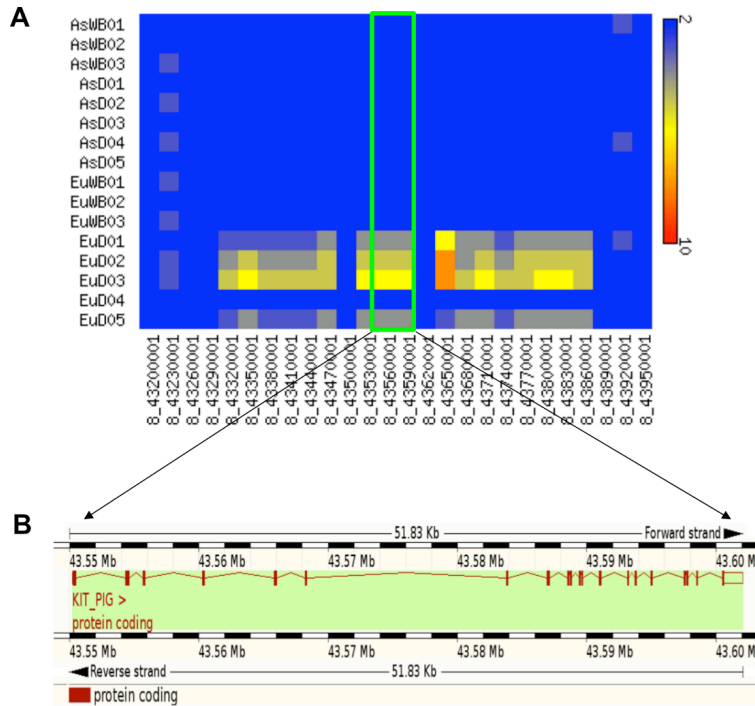 A
AsWB01
AsWB02
AsWB03
AsD01
AsD02
AsD03
AsD04
AsD05
EuWB01
EuWB02
EuWB03
EuD01
EuD02
EuD03
EuD04
EuD05
2
10
8_43200001
8_43230001
8_43260001
8_43290001
8_43320001
8_43350001
8_43380001
8_43410001
8_43440001
8_43470001
8_43500001
8_43530001
8_43560001
8_43590001
8_43620001
8_43650001
8_43680001
8_43710001
8_43740001
8_43770001
8_43800001
8_43830001
8_43860001
8_43890001
8_43920001
8_43950001
B
51.83 Kb Forward strand
43.55 Mb 43.56 Mb 43.57 Mb 43.58 Mb 43.59 Mb 43.60 M
KIT_PIG >
protein coding
43.55 Mb 43.56 Mb 43.57 Mb 43.58 Mb 43.59 Mb 43.60 M
Reverse strand 51.83 Kb
protein coding